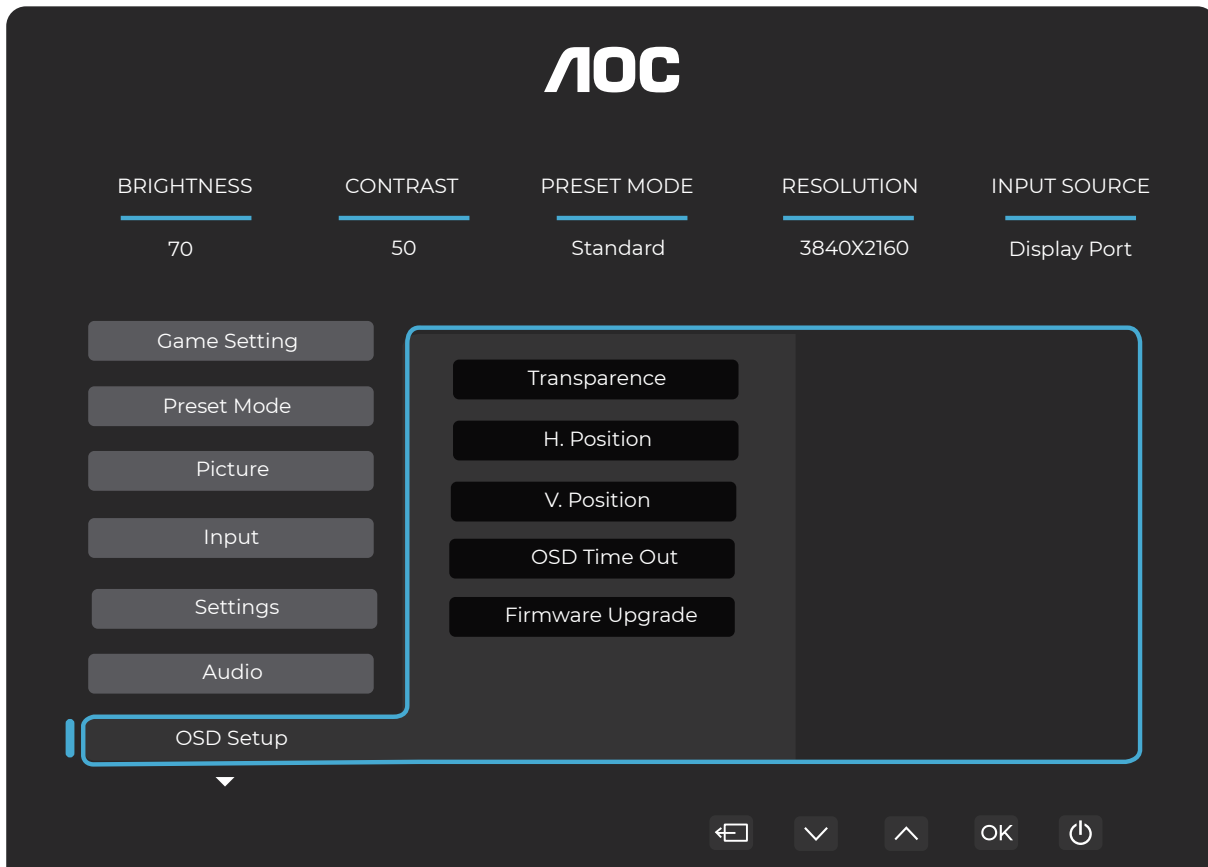 AOC
BRIGHTNESS CONTRAST PRESET MODE RESOLUTION INPUT SOURCE
70 50 Standard 3840X2160 Display Port
Game Setting
Preset Mode
Picture
Input
Settings
Audio
OSD Setup
Transparence
H. Position
V. Position
OSD Time Out
Firmware Upgrade
OK